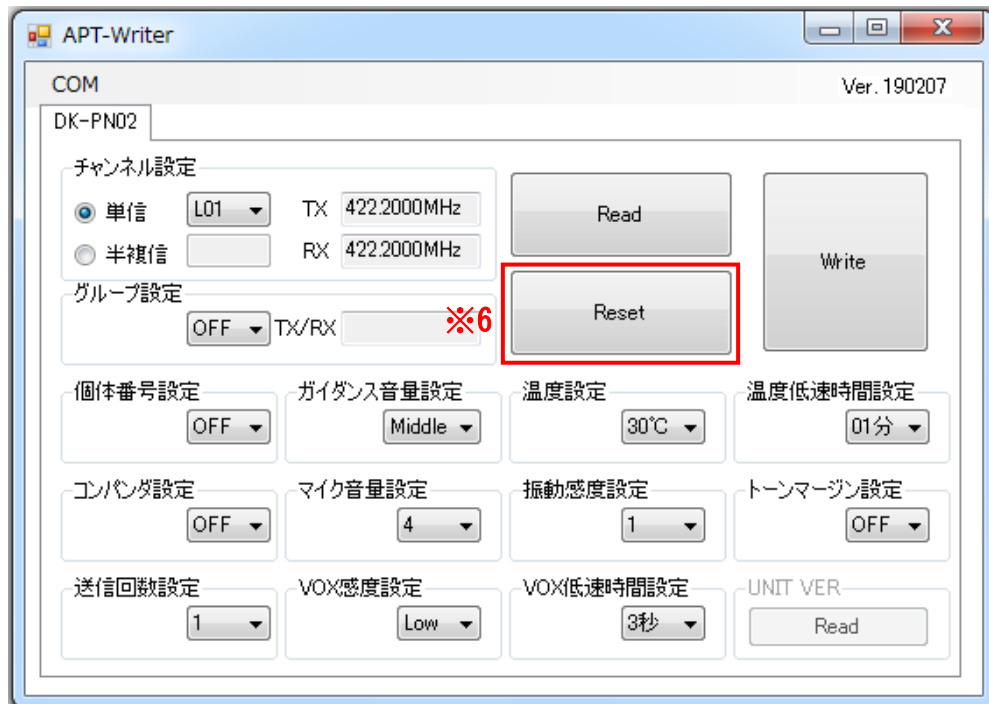 APT-Writer
COM
Ver. 190207
DK-PN02
チャンネル設定
単信 L01 TX 422.2000MHz
半複信 RX 422.2000MHz
Read
Write
グループ設定
OFF TX/RX
※6
Reset
個体番号設定
OFF
ガイダンス音量設定
Middle
温度設定
30℃
温度低速時間設定
01分
コンパンダ設定
OFF
マイク音量設定
4
振動感度設定
1
トーンマージン設定
OFF
送信回数設定
1
VOX感度設定
Low
VOX低速時間設定
3秒
UNIT VER
Read